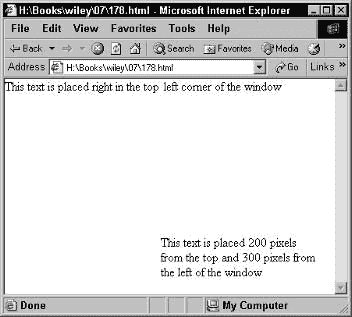 H:\Books\wiley\07\178.html - Microsoft Internet Explorer
File Edit View Favorites Tools Help
Back Search Favorites Media »
Address H:\Books\wiley\07\178.html Go Links »
This text is placed right in the top left corner of the window
This text is placed 200 pixels
from the top and 300 pixels from
the left of the window
Done My Computer